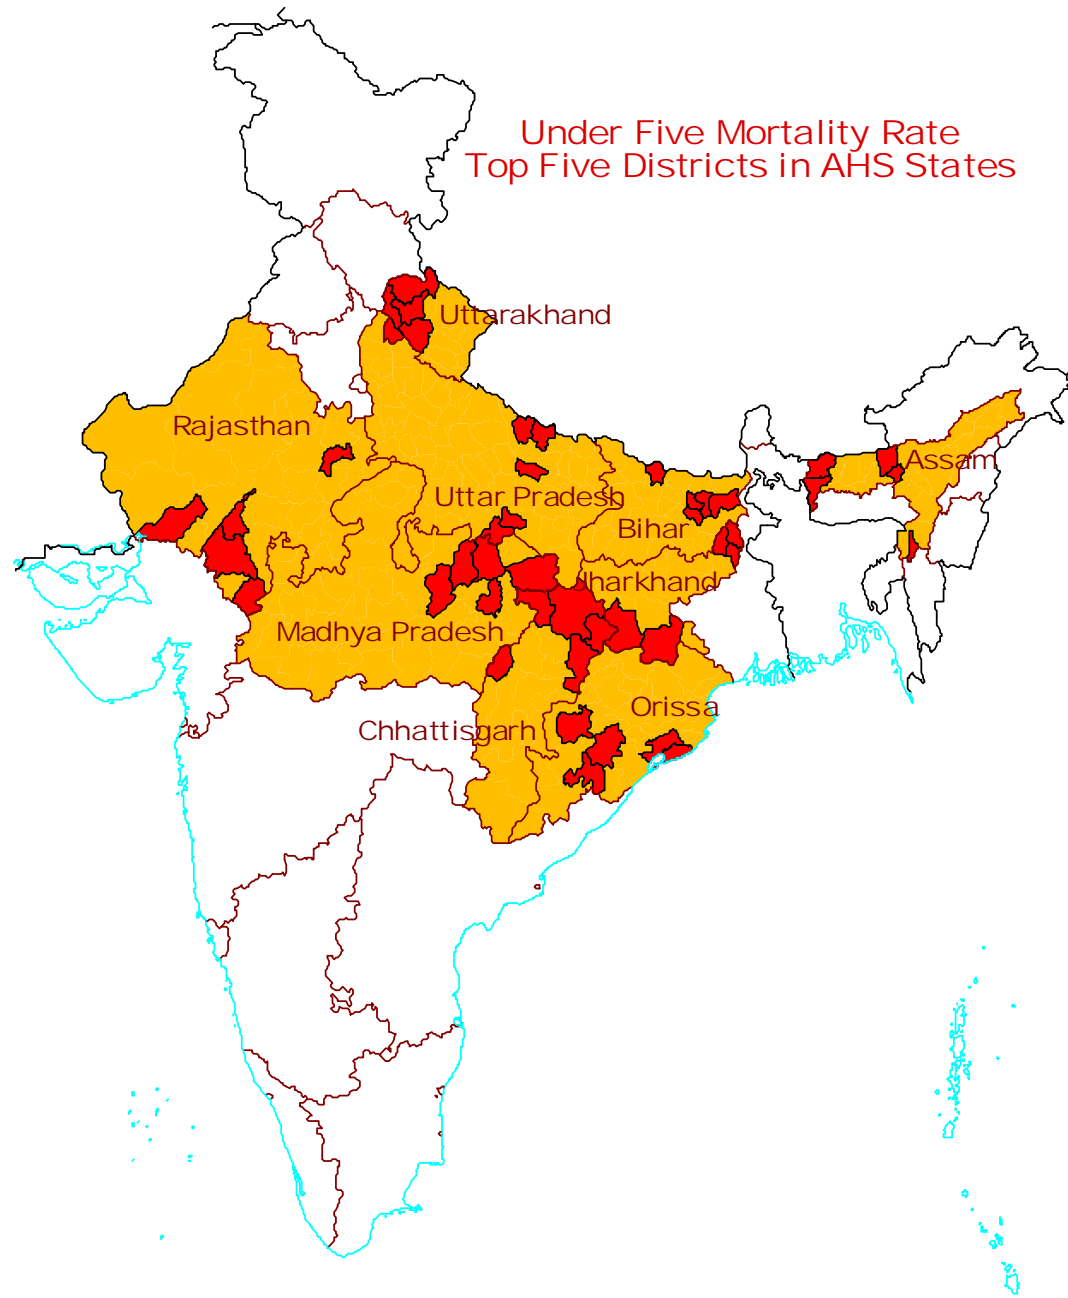 Under Five Mortality Rate
Top Five Districts in AHS States
Uttarakhand
Rajasthan
Assam
Uttar Pradesh
Bihar
Jharkhand
Madhya Pradesh
Orissa
Chhattisgarh